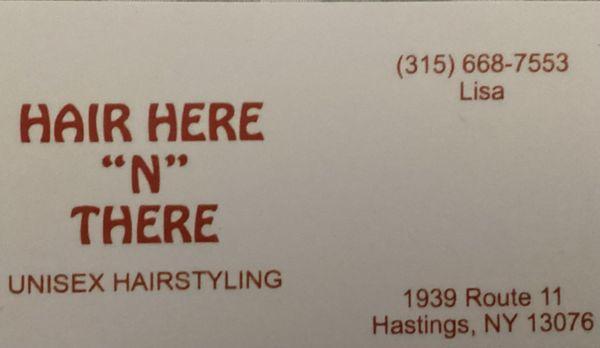 (315) 668-7553
Lisa
HAIR HERE
“N”
THERE
UNISEX HAIRSTYLING
1939 Route 11
Hastings, NY 13076